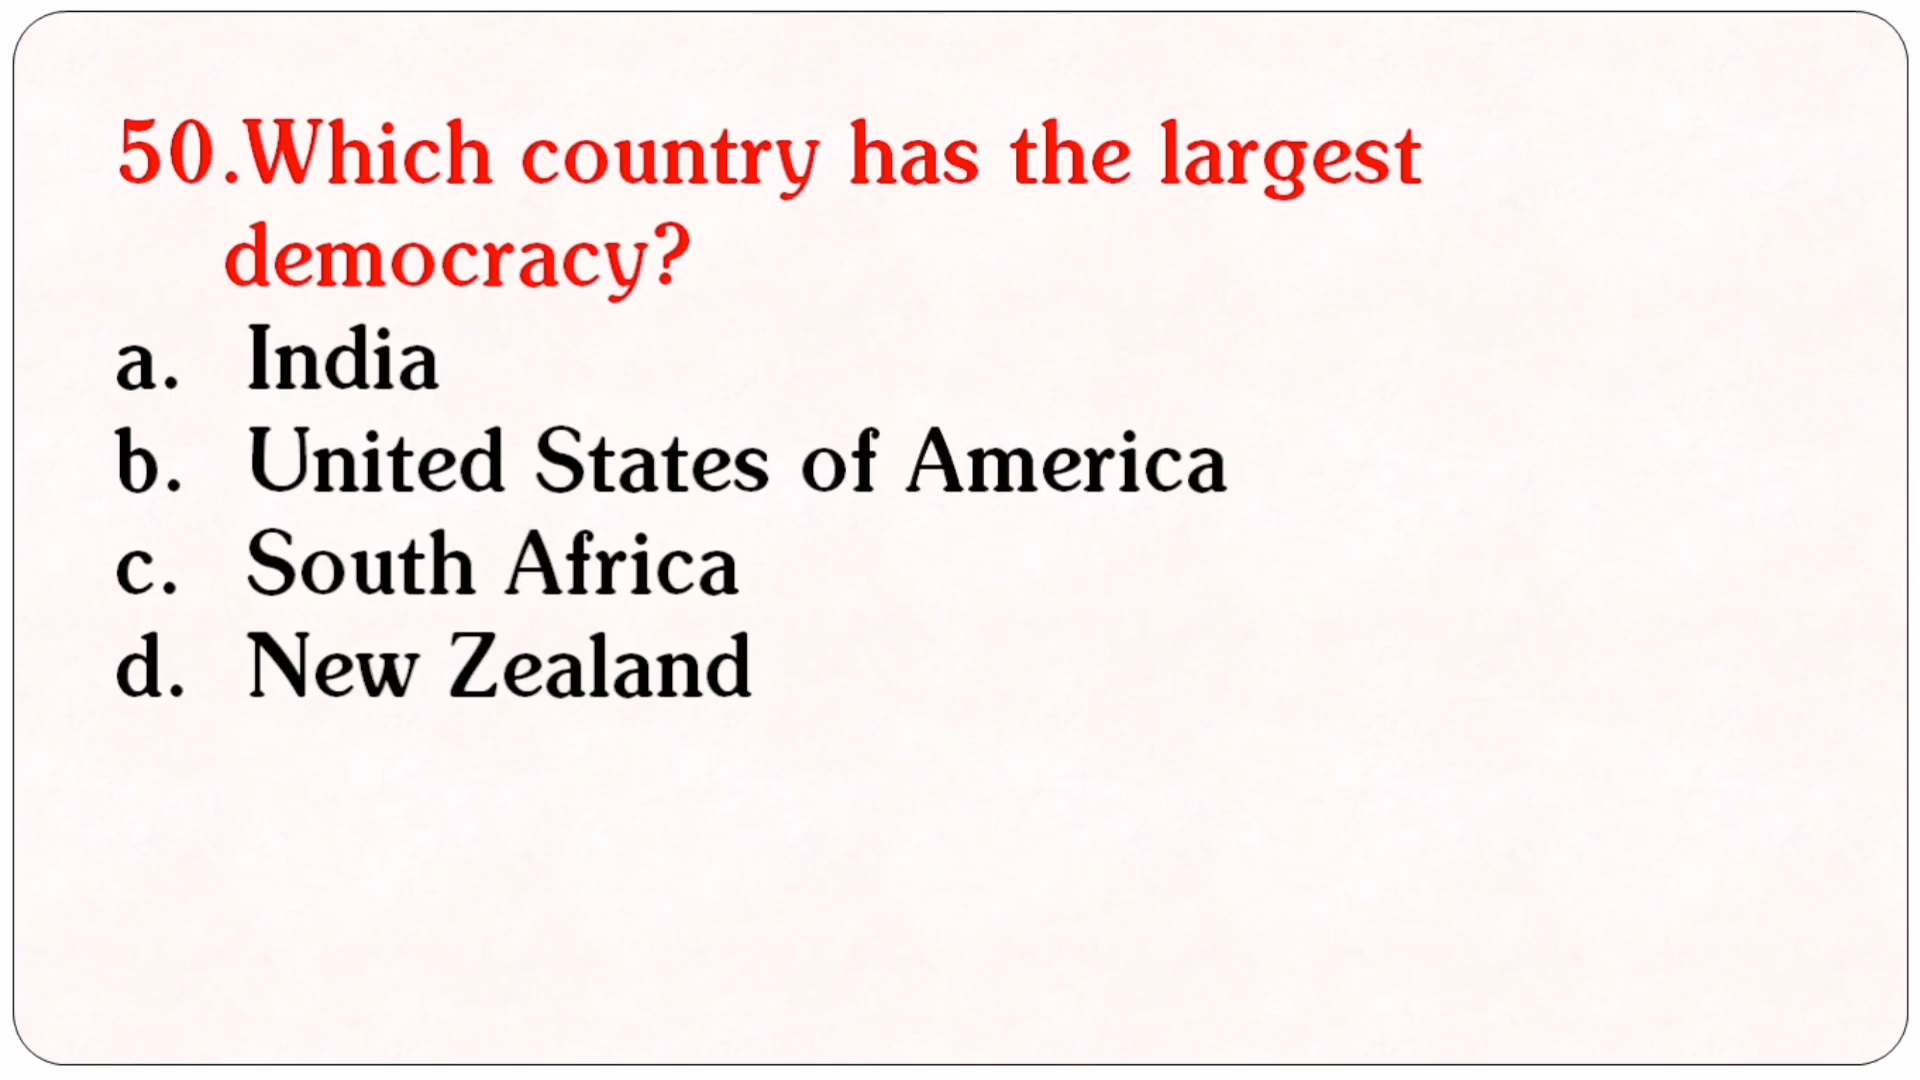 50.Which country has the largest
democracy?
a. India
b. United States of America
c. South Africa
d. New Zealand